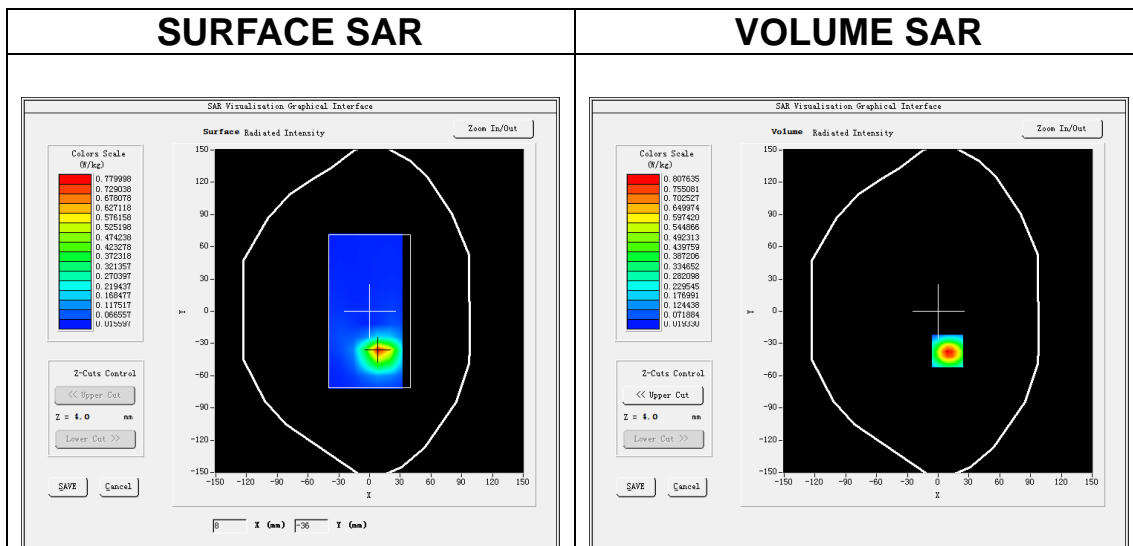 SURFACE SAR
VOLUME SAR
SAR Visualisation Graphical Interface
Surface Radiated Intensity
Zoom In/Out
Colors Scale
(W/kg)
0.779998
0.729038
0.678078
0.627118
0.576158
0.525198
0.474238
0.423278
0.372318
0.321357
0.270397
0.219437
0.168477
0.117517
0.066557
0.015597
150
120
90
60
30
0
-30
-60
-90
-120
-150
Y
-150 -120 -90 -60 -30 0 30 60 90 120 150
X
Z-Cuts Control
<< Upper Cut
Z = 4.0 mm
Lower Cut >>
SAVE Cancel
8 X (mm) -36 Y (mm)
SAR Visualisation Graphical Interface
Volume Radiated Intensity
Zoom In/Out
Colors Scale
(W/kg)
0.807635
0.755081
0.702527
0.649974
0.597420
0.544866
0.492313
0.439759
0.387206
0.334652
0.282098
0.229545
0.176991
0.124438
0.071884
0.019330
150
120
90
60
30
0
-30
-60
-90
-120
-150
Y
-150 -120 -90 -60 -30 0 30 60 90 120 150
X
Z-Cuts Control
<< Upper Cut
Z = 4.0 mm
Lower Cut >>
SAVE Cancel